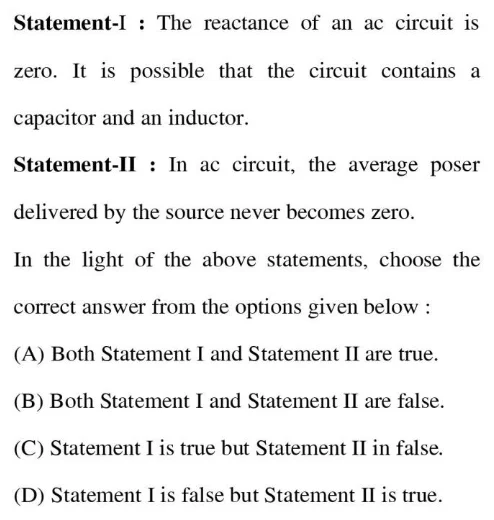 Statement-I : The reactance of an ac circuit is
zero. It is possible that the circuit contains a
capacitor and an inductor.
Statement-II : In ac circuit, the average poser
delivered by the source never becomes zero.
In the light of the above statements, choose the
correct answer from the options given below :
(A) Both Statement I and Statement II are true.
(B) Both Statement I and Statement II are false.
(C) Statement I is true but Statement II in false.
(D) Statement I is false but Statement II is true.